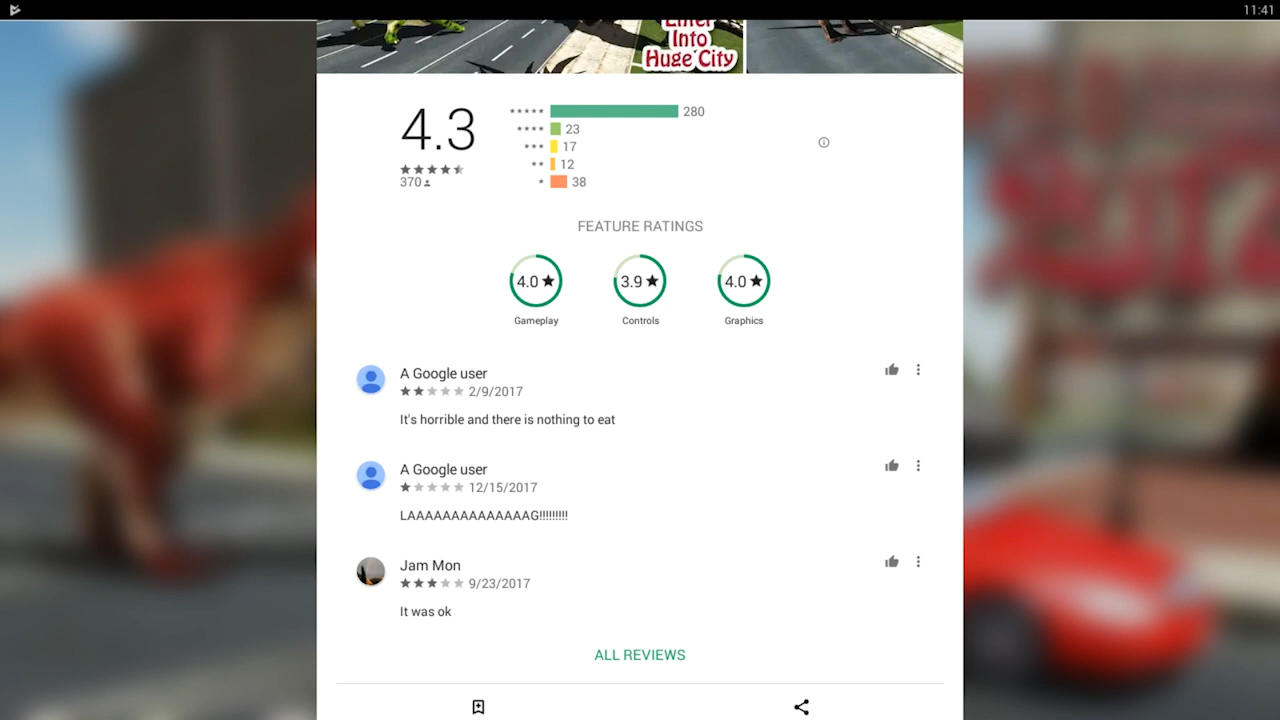 11:41
Enter
Into
Huge City
4.3
370
280
23
17
12
38
FEATURE RATINGS
4.0
3.9
4.0
Gameplay
Controls
Graphics
A Google user
2/9/2017
It's horrible and there is nothing to eat
A Google user
12/15/2017
LAAAAAAAAAAAAAAG!!!!!!!!!
Jam Mon
9/23/2017
It was ok
ALL REVIEWS